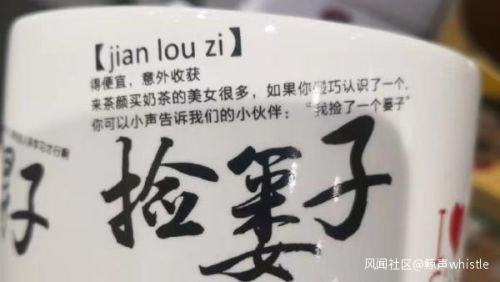 【jian lou zi】
得便宜，意外收获
来茶颜买奶茶的美女很多，如果你碰巧认识了一个，
你可以小声告诉我们的小伙伴：“我捡了一个篓子”
捡篓子
子
I
风闻社区@鲸声whistle